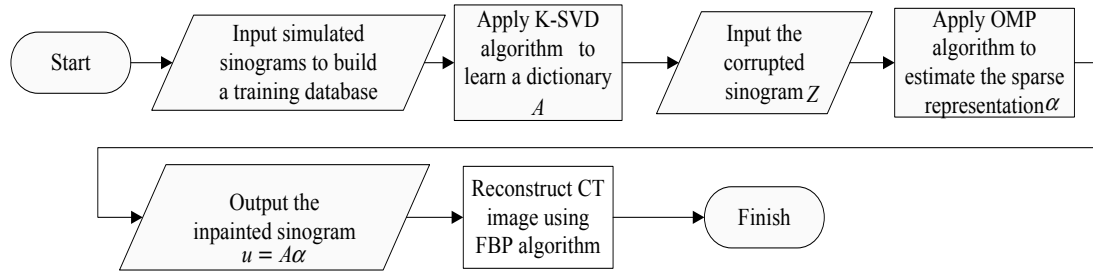 Start
Input simulated
sinograms to build
a training database
Apply K-SVD
algorithm to
learn a dictionary
A
Input the
corrupted
sinogram Z
Apply OMP
algorithm to
estimate the sparse
representation α
Output the
inpainted sinogram
u = Aα
Reconstruct CT
image using
FBP algorithm
Finish